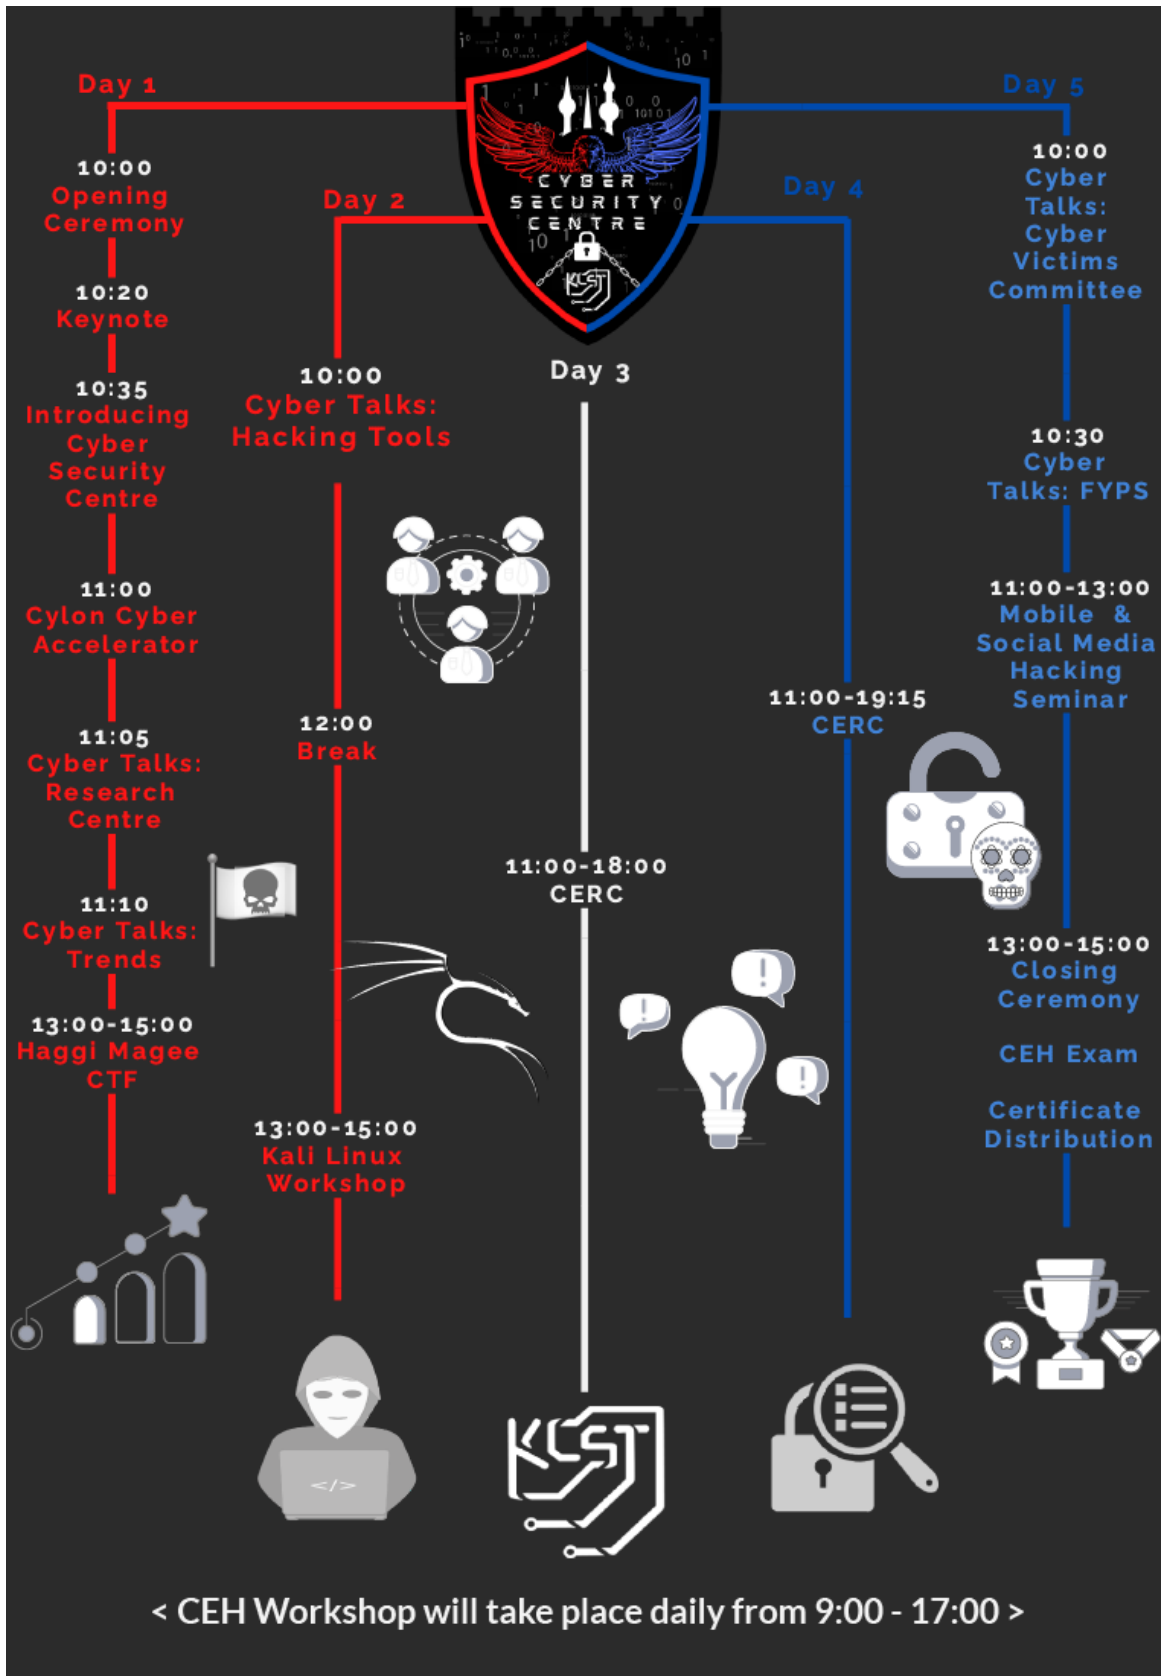 CYBER
SECURITY
CENTRE
KCST
Day 1
10:00
Opening
Ceremony
10:20
Keynote
10:35
Introducing
Cyber
Security
Centre
11:00
Cylon Cyber
Accelerator
11:05
Cyber Talks:
Research
Centre
11:10
Cyber Talks:
Trends
13:00-15:00
Haggi Magee
CTF
Day 2
10:00
Cyber Talks:
Hacking Tools
12:00
Break
13:00-15:00
Kali Linux
Workshop
</>
Day 3
11:00-18:00
CERC
KCST
Day 4
11:00-19:15
CERC
Day 5
10:00
Cyber
Talks:
Cyber
Victims
Committee
10:30
Cyber
Talks: FYPS
11:00-13:00
Mobile &
Social Media
Hacking
Seminar
13:00-15:00
Closing
Ceremony
CEH Exam
Certificate
Distribution
< CEH Workshop will take place daily from 9:00 - 17:00 >